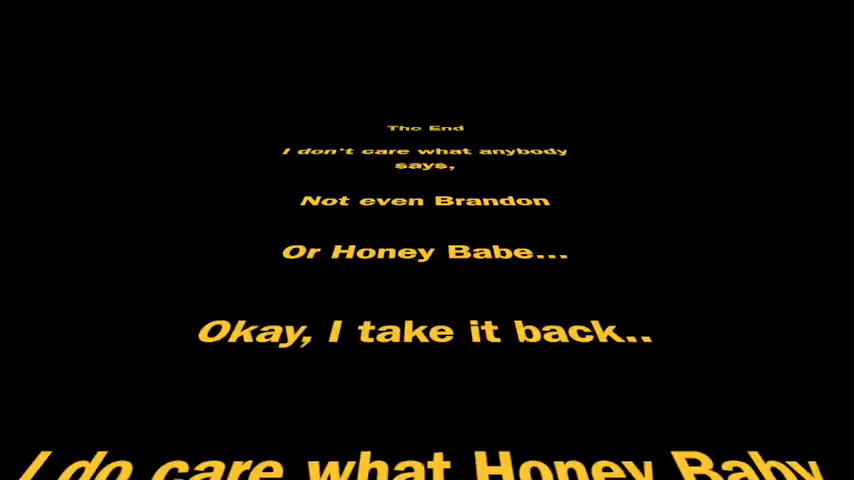 The End
I don't care what anybody
says,
Not even Brandon
Or Honey Babe...
Okay, I take it back..
I do care what Honey Baby